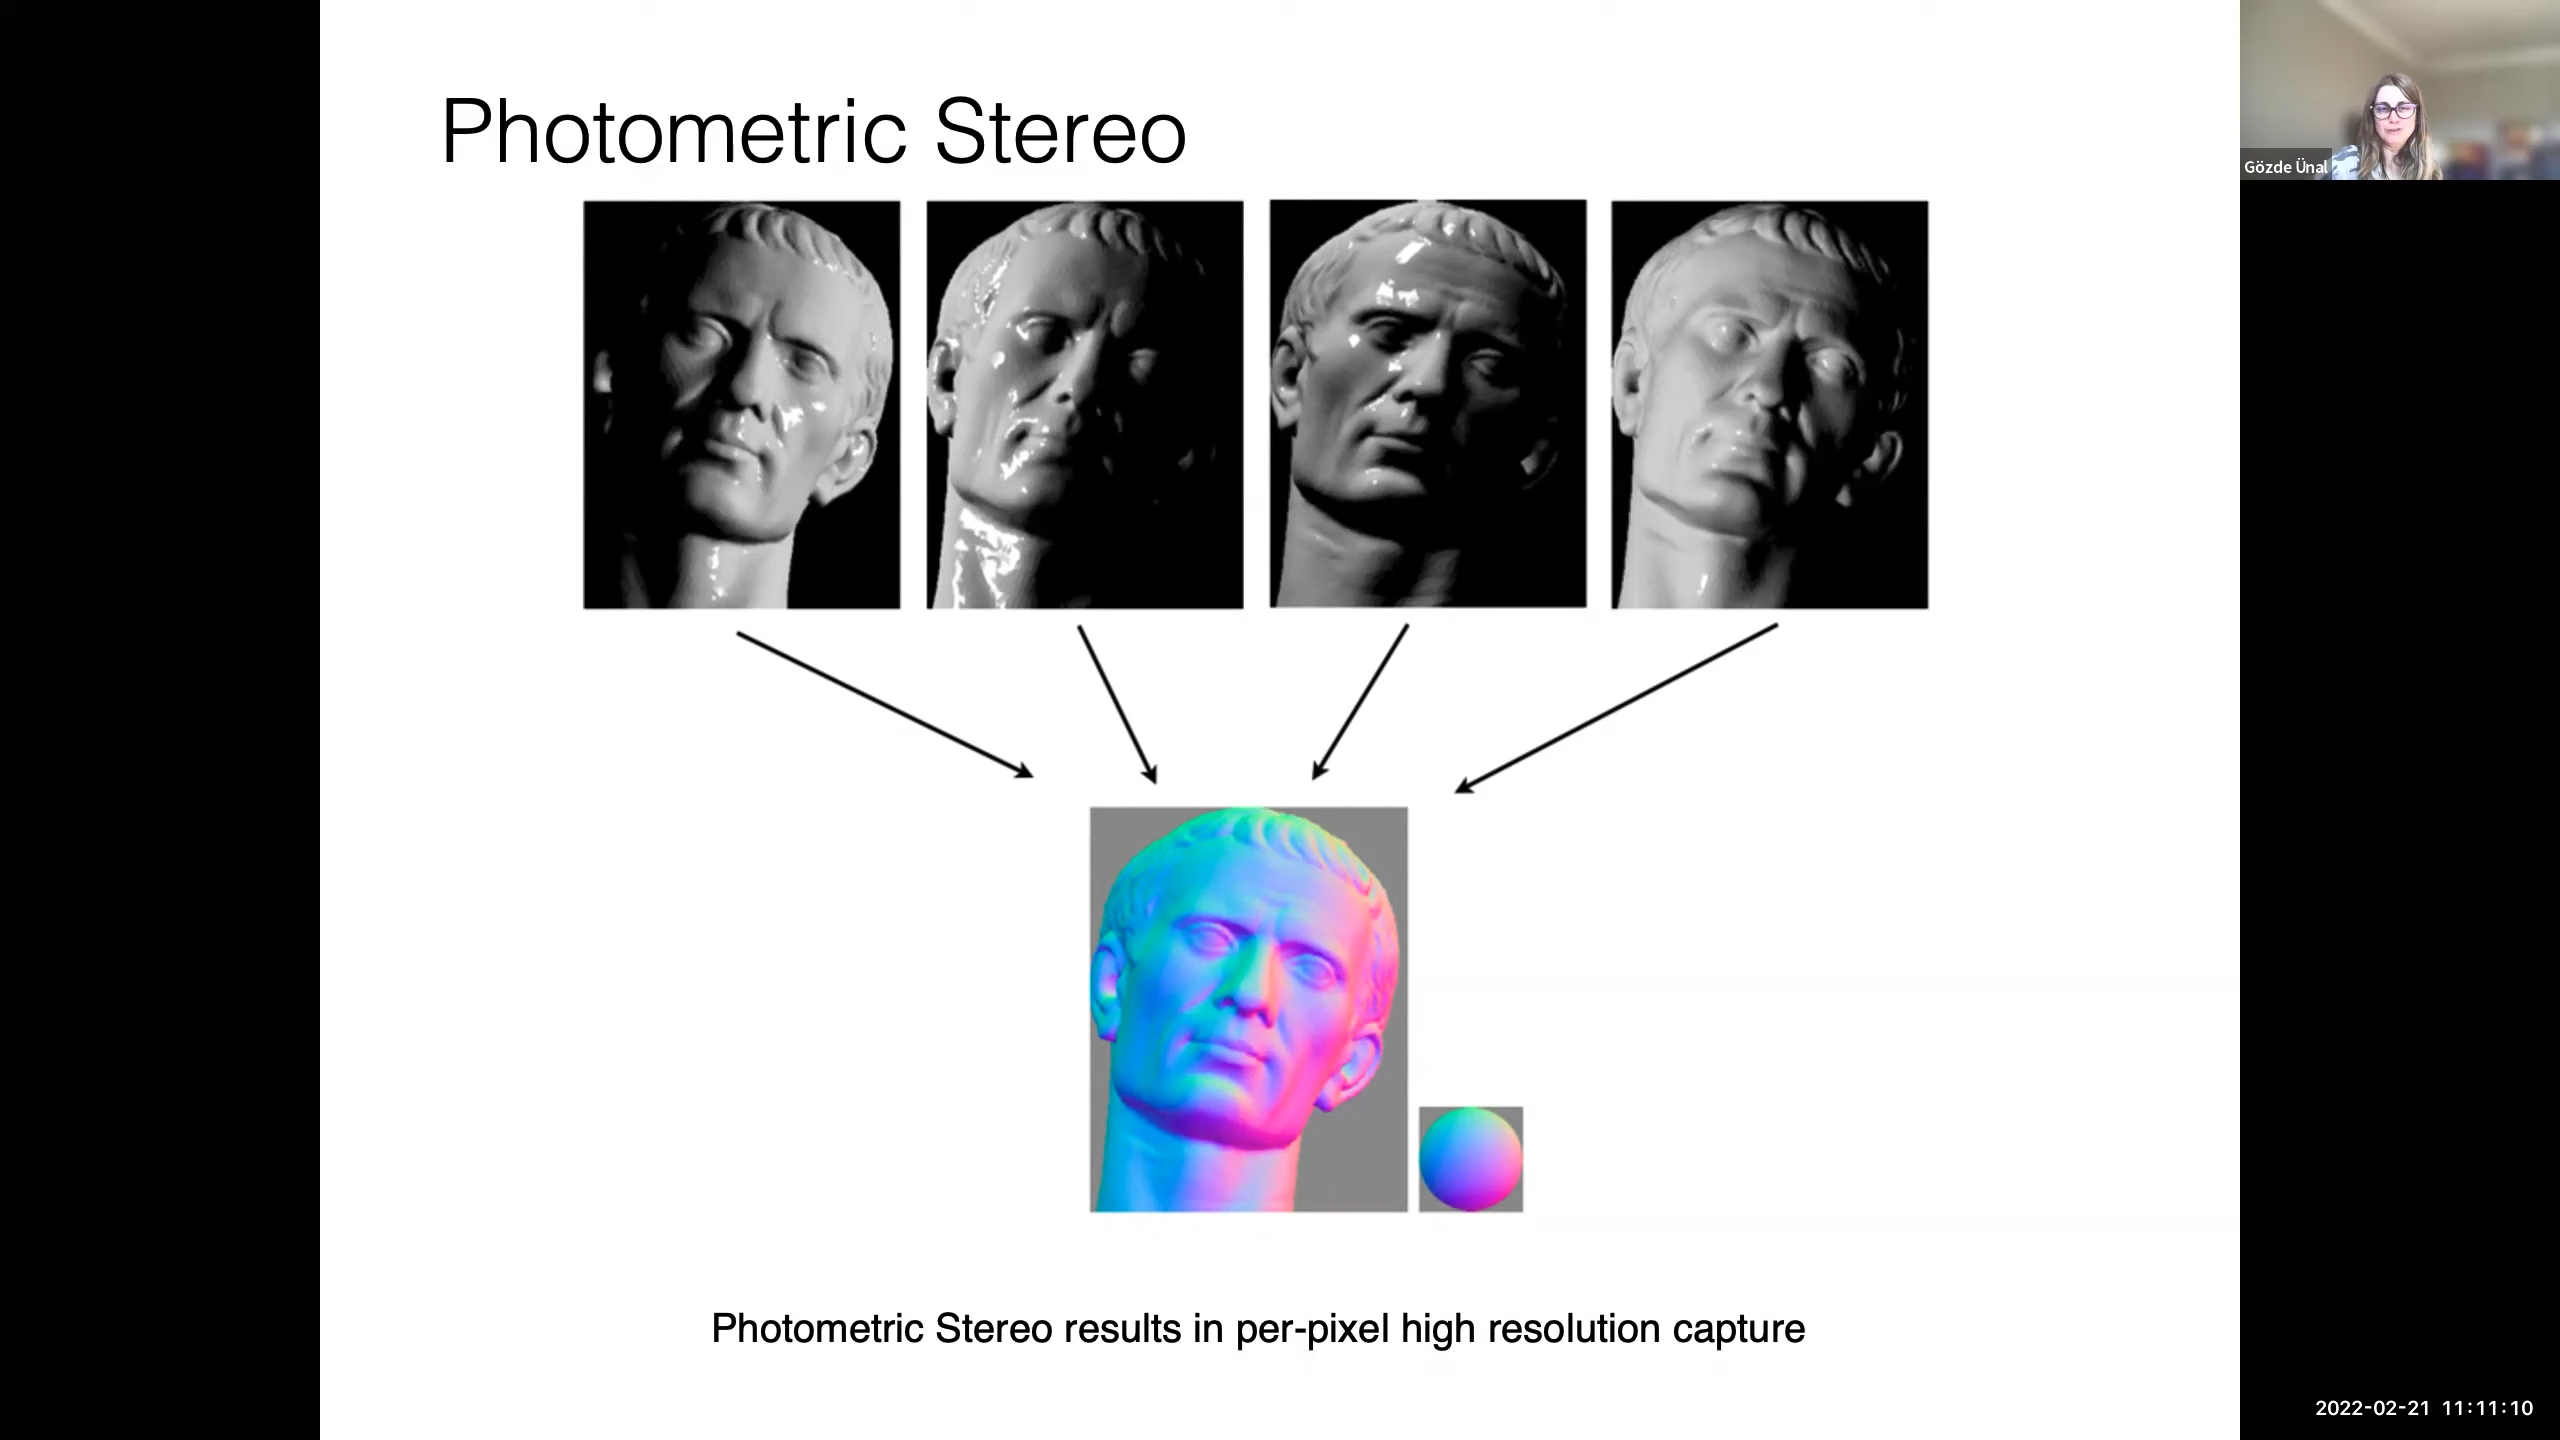 Photometric Stereo
Gözde Ünal
Photometric Stereo results in per-pixel high resolution capture
2022-02-21 11:11:10